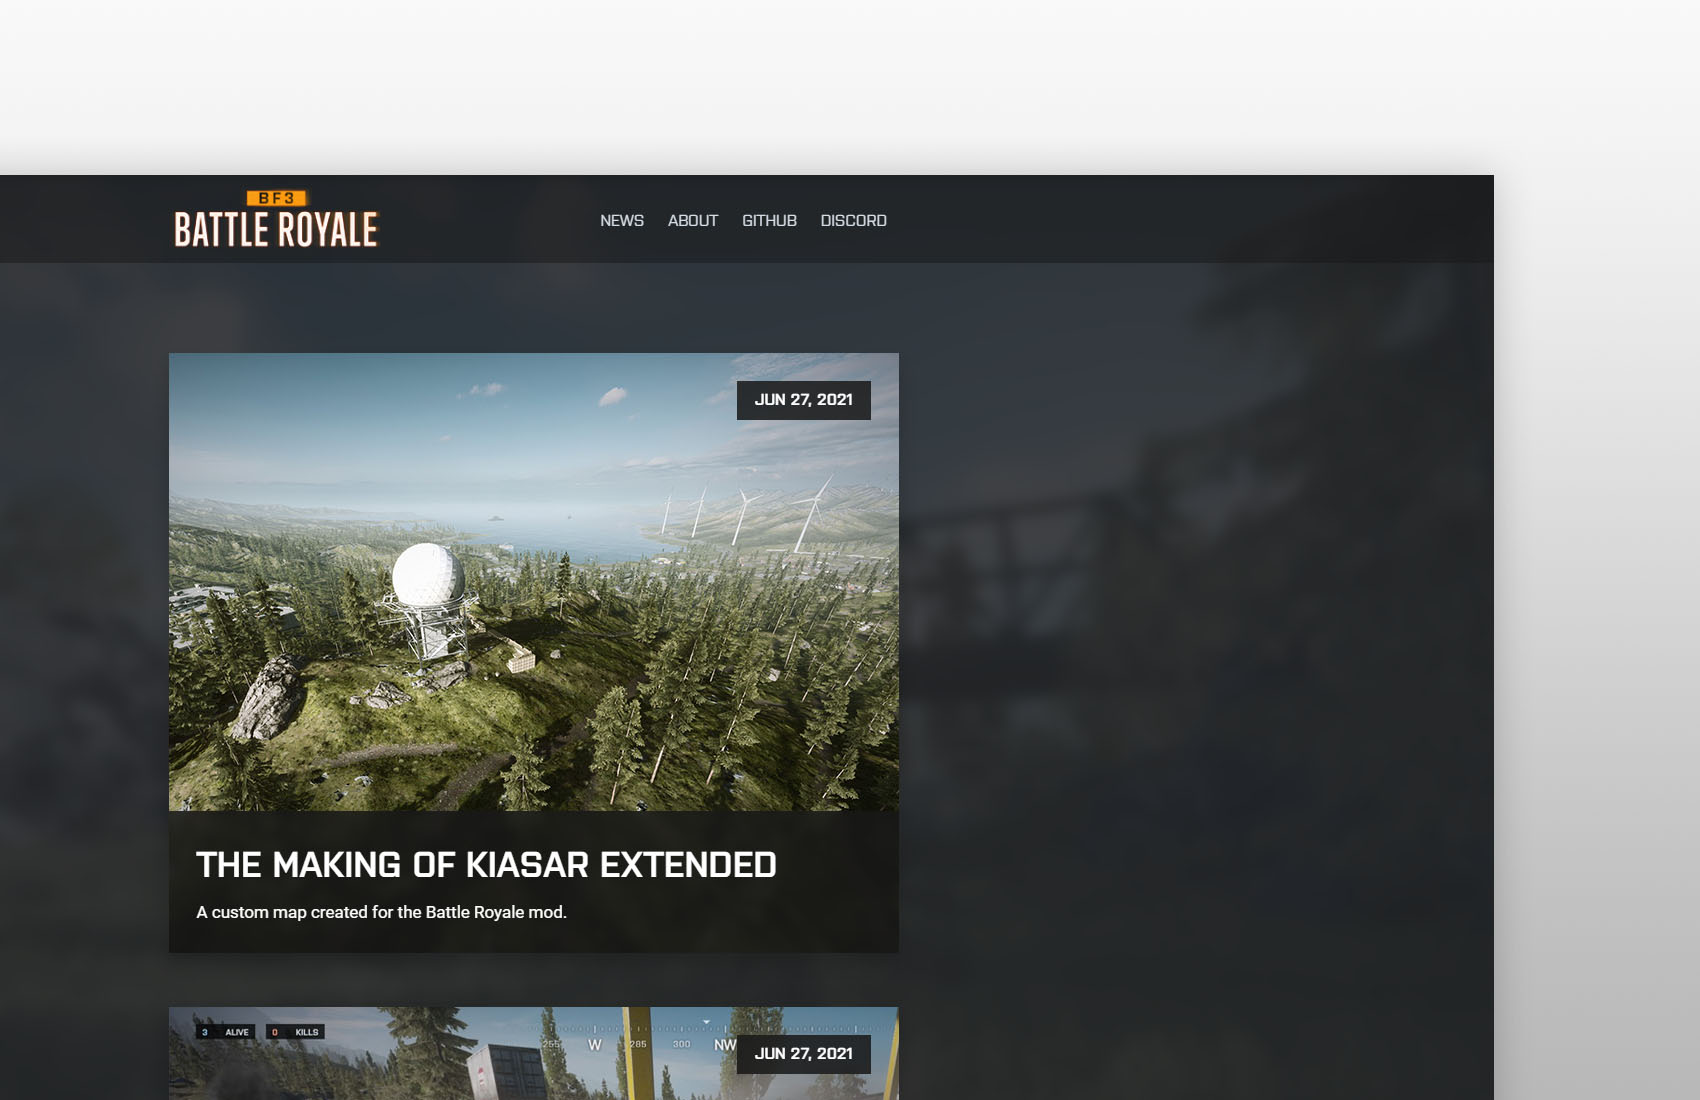 BF3
BATTLE ROYALE
NEWS ABOUT GITHUB DISCORD
JUN 27, 2021
THE MAKING OF KIASAR EXTENDED
A custom map created for the Battle Royale mod.
3 ALIVE 0 KILLS
255 W 285 300 NW
JUN 27, 2021